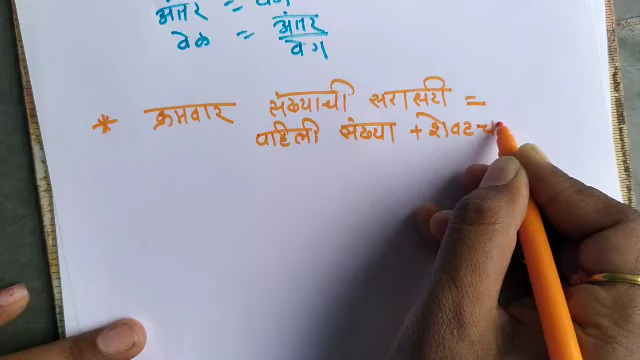 अंतर =
वेळ = अंतर / वेग
* क्रमवार संख्याची सरासरी =
पहिली संख्या + शेवटच